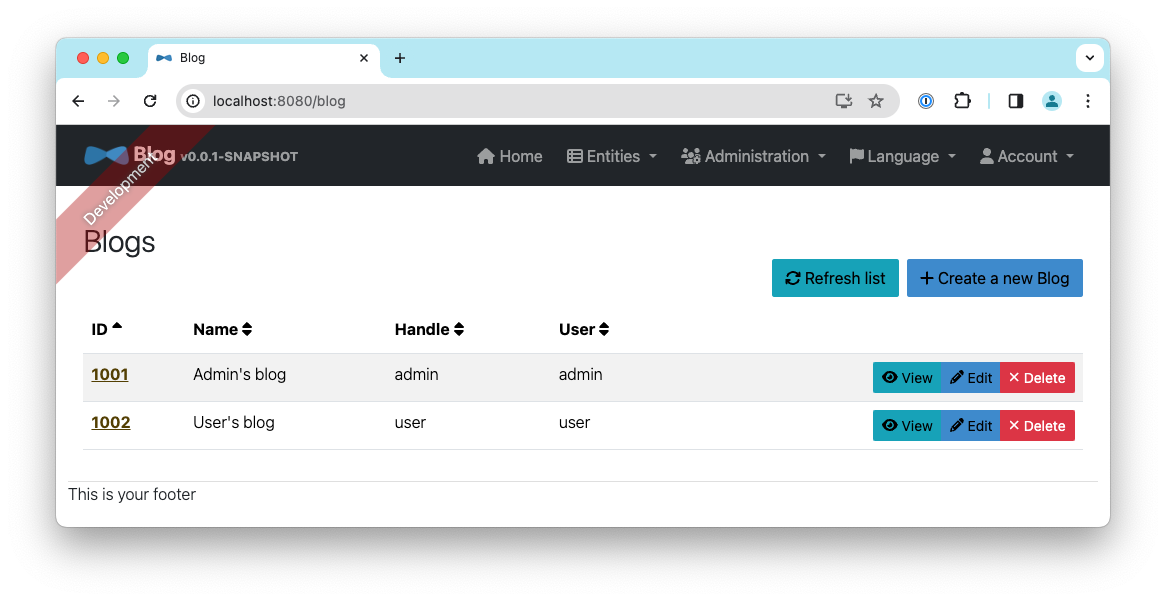 Blog
localhost:8080/blog
Blog v0.0.1-SNAPSHOT Home Entities Administration Language Account
Development
Blogs
Refresh list Create a new Blog
ID Name Handle User
1001 Admin's blog admin admin View Edit Delete
1002 User's blog user user View Edit Delete
This is your footer